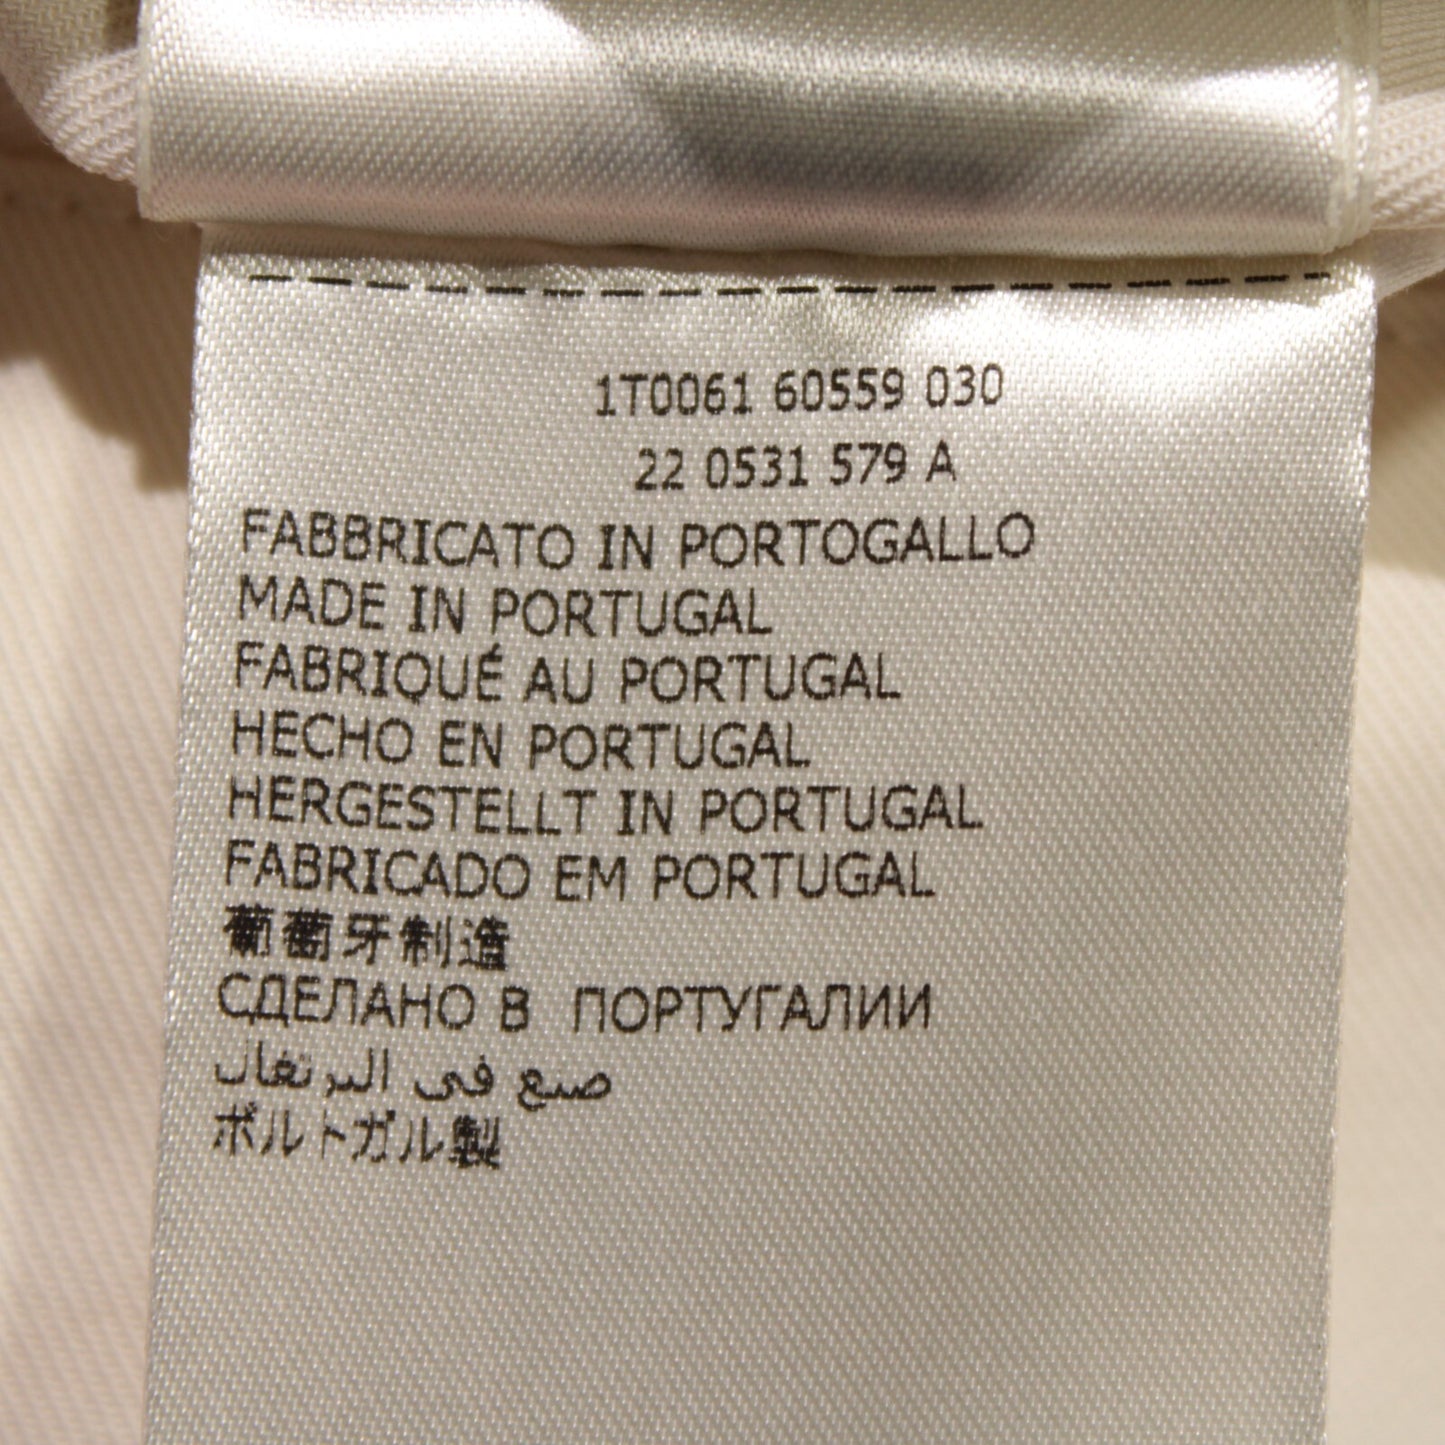 1T0061 60559 030
22 0531 579 A
FABBRICATO IN PORTOGALLO
MADE IN PORTUGAL
FABRIQUÉ AU PORTUGAL
HECHO EN PORTUGAL
HERGESTELLT IN PORTUGAL
FABRICADO EM PORTUGAL
葡萄牙制造
СДЕЛАНО В ПОРТУГАЛИИ
صنع في البرتغال
ポルトガル製